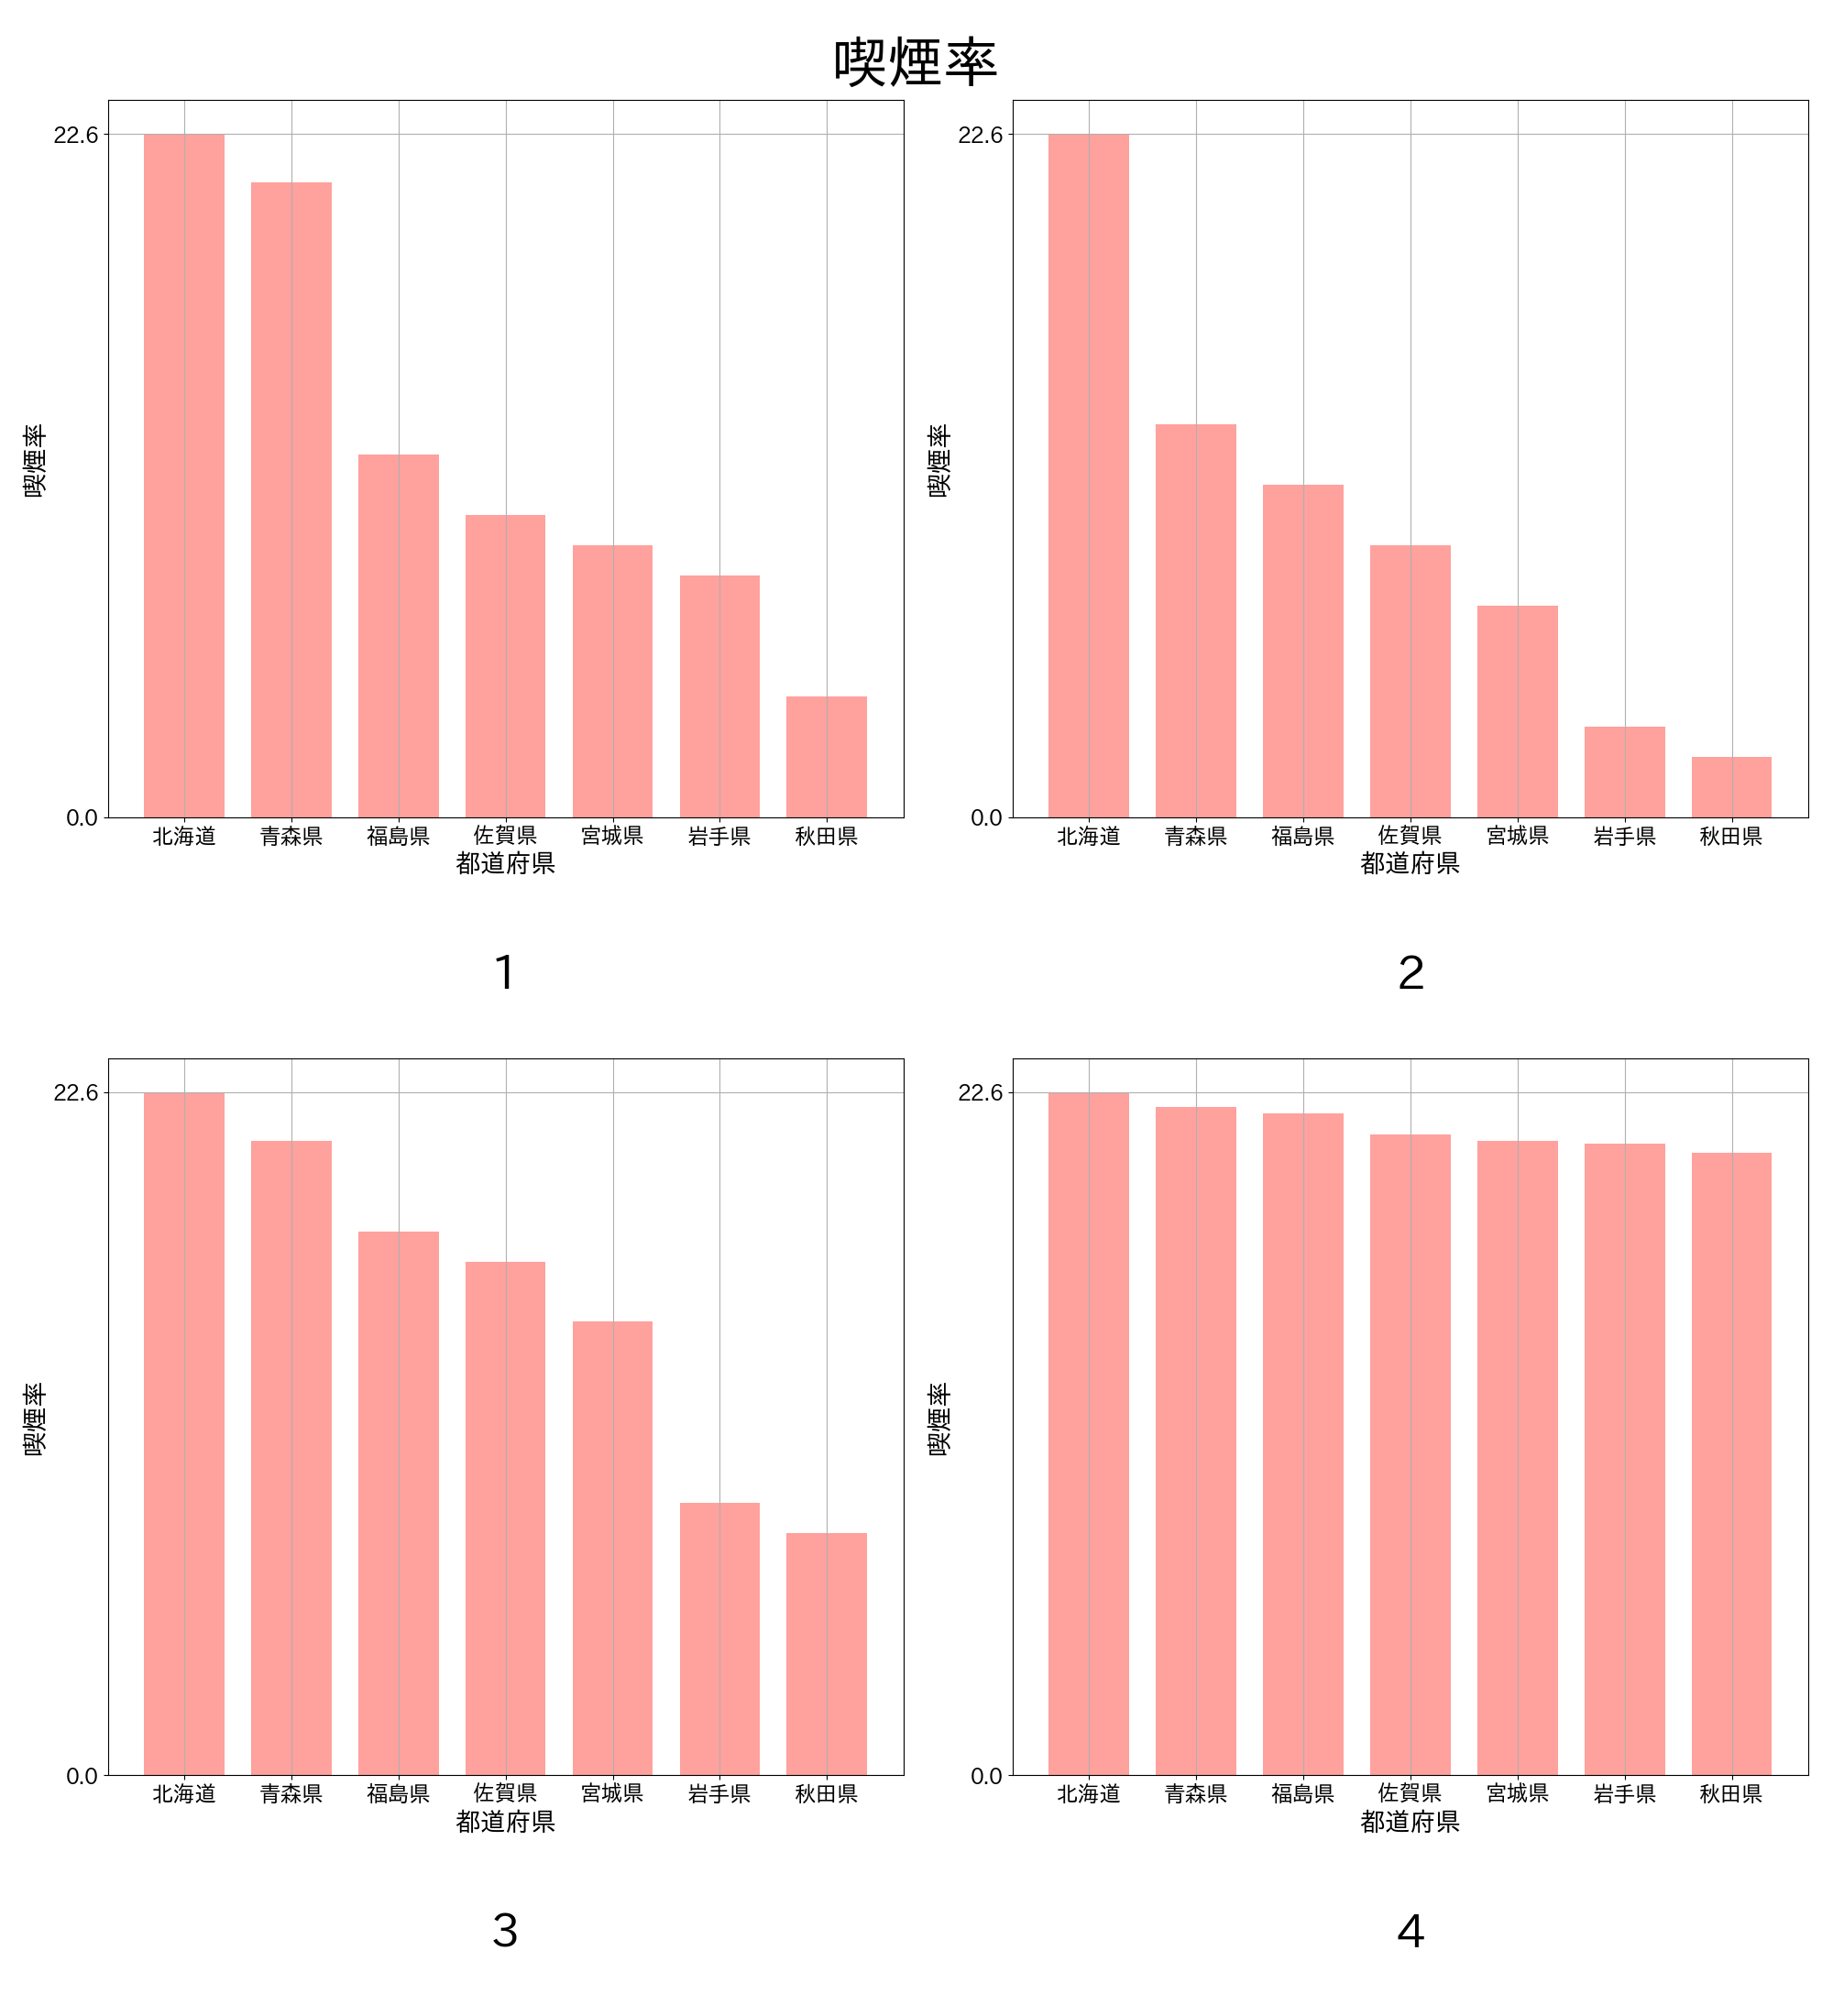 喫煙率
22.6
0.0
喫煙率
北海道 青森県 福島県 佐賀県 宮城県 岩手県 秋田県
都道府県
1
22.6
0.0
喫煙率
北海道 青森県 福島県 佐賀県 宮城県 岩手県 秋田県
都道府県
2
22.6
0.0
喫煙率
北海道 青森県 福島県 佐賀県 宮城県 岩手県 秋田県
都道府県
3
22.6
0.0
喫煙率
北海道 青森県 福島県 佐賀県 宮城県 岩手県 秋田県
都道府県
4